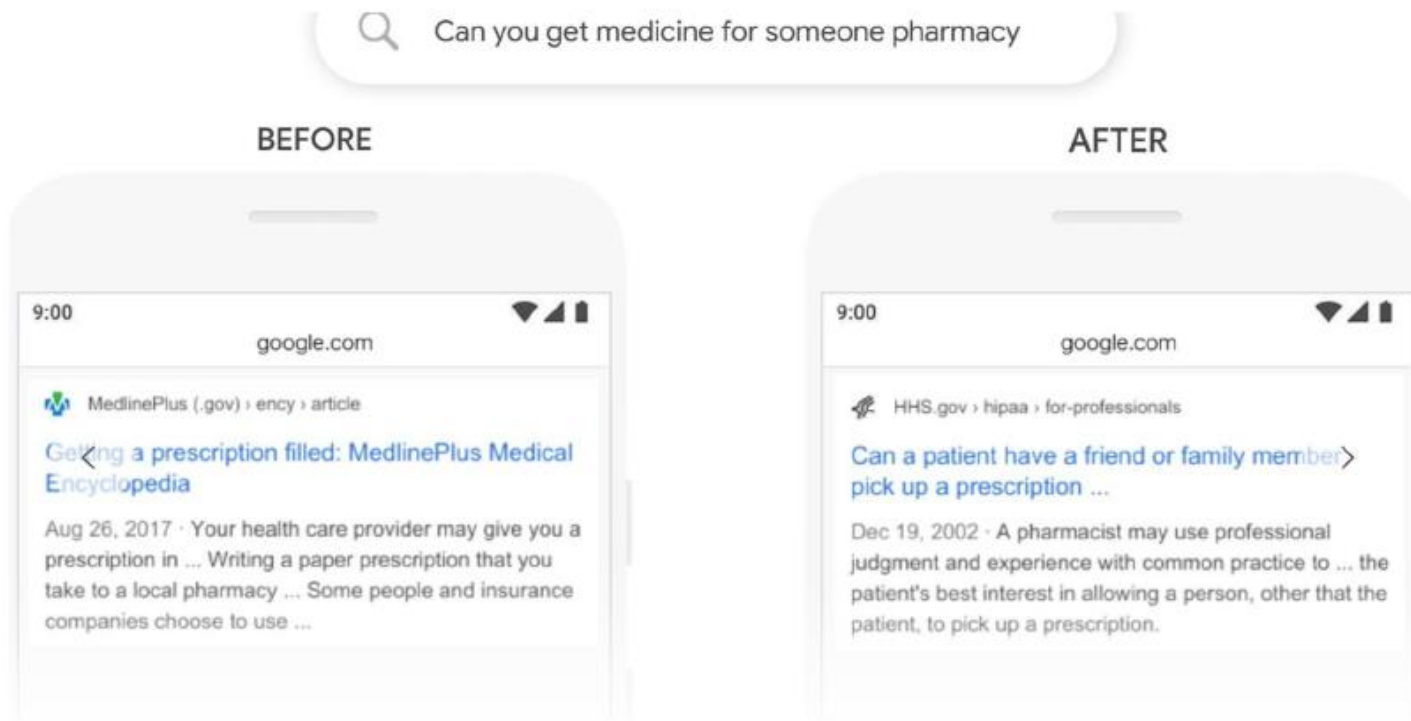 Can you get medicine for someone pharmacy
BEFORE
AFTER
9:00
google.com
MedlinePlus (.gov) › ency › article
Getting a prescription filled: MedlinePlus Medical
Encyclopedia
Aug 26, 2017 · Your health care provider may give you a
prescription in ... Writing a paper prescription that you
take to a local pharmacy ... Some people and insurance
companies choose to use ...
9:00
google.com
HHS.gov › hipaa › for-professionals
Can a patient have a friend or family member
pick up a prescription ...
Dec 19, 2002 · A pharmacist may use professional
judgment and experience with common practice to ... the
patient's best interest in allowing a person, other that the
patient, to pick up a prescription.